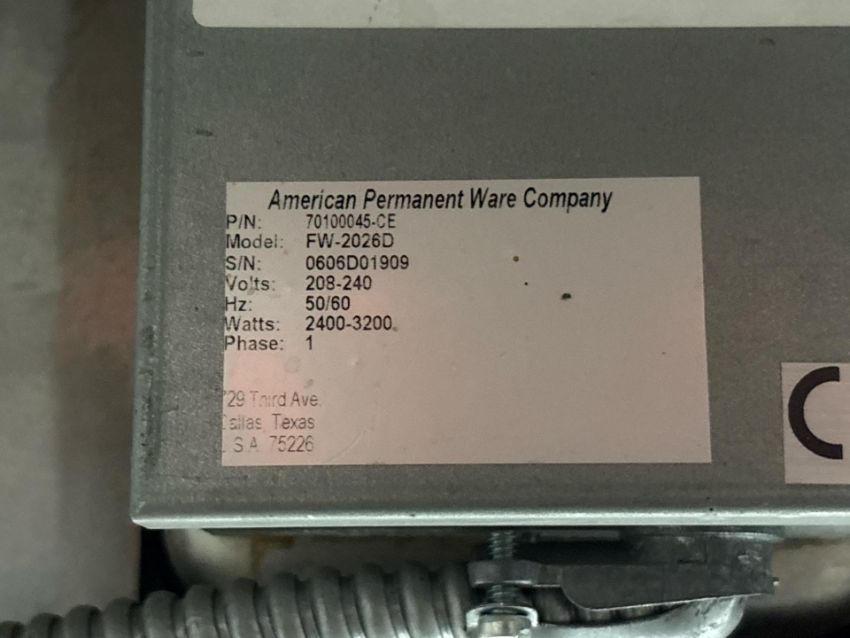 American Permanent Ware Company
P/N: 70100045-CE
Model: FW-2026D
S/N: 0606D01909
Volts: 208-240
Hz: 50/60
Watts: 2400-3200
Phase: 1
729 Third Ave.
Dallas, Texas
U.S.A. 75226
C